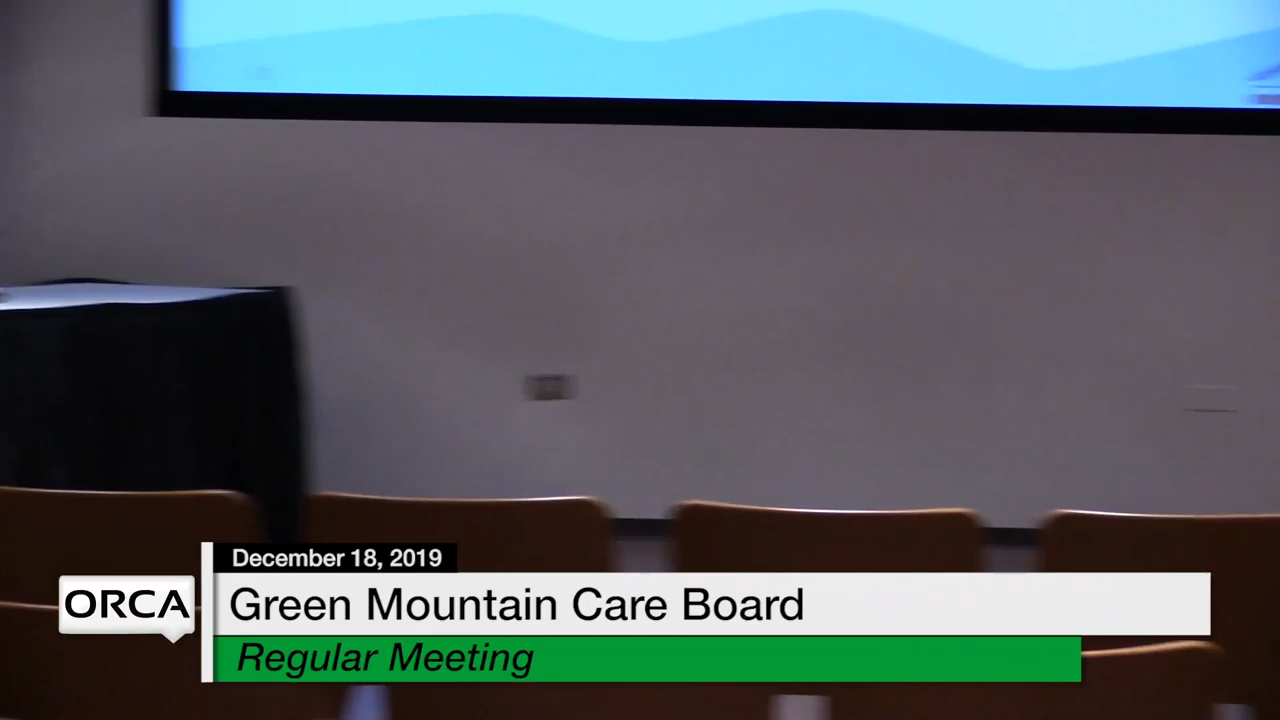 December 18, 2019
ORCA
Green Mountain Care Board
Regular Meeting